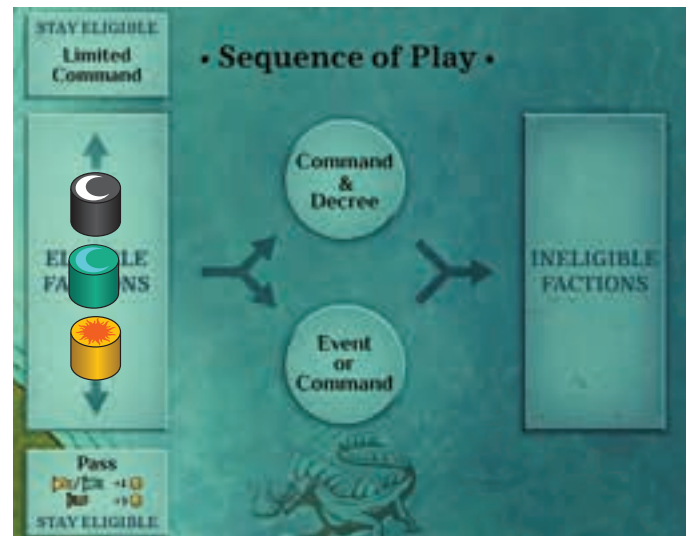 STAY ELIGIBLE
Limited
Command
• Sequence of Play •
Command
&
Decree
Event
or
Command
INELIGIBLE
FACTIONS
Pass
STAY ELIGIBLE